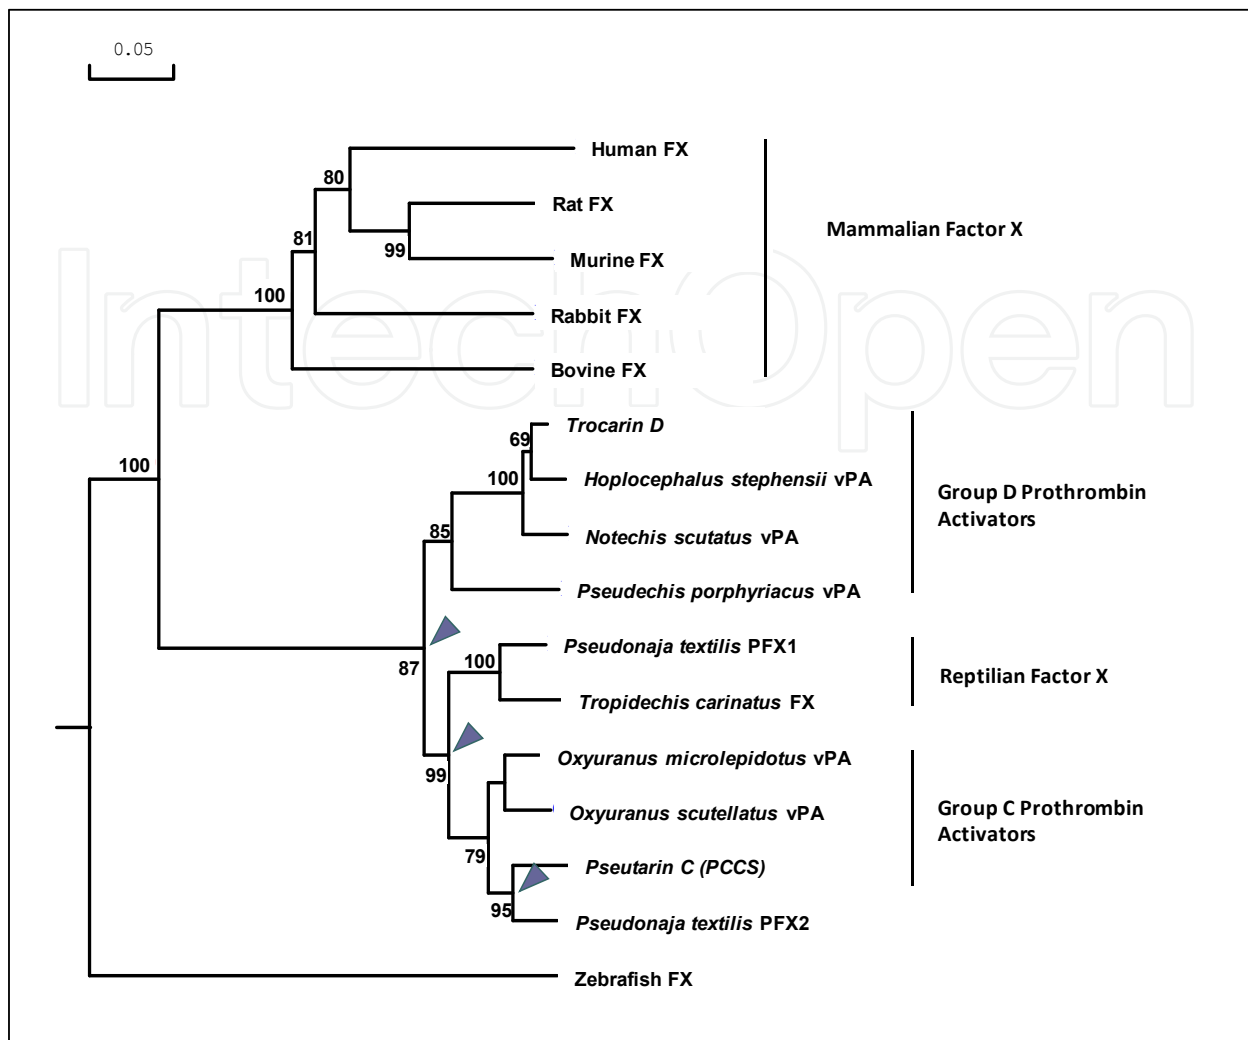 0.05
Human FX
80
Rat FX
Mammalian Factor X
81
99
Murine FX
100
Rabbit FX
Bovine FX
IntechOpen
Trocarin D
69
100
Hoplocephalus stephensii vPA
100
Group D Prothrombin
Activators
85
Notechis scutatus vPA
Pseudechis porphyriacus vPA
Pseudonaja textilis PFX1
87
100
Reptilian Factor X
Tropidechis carinatus FX
Oxyuranus microlepidotus vPA
99
Oxyuranus scutellatus vPA
Group C Prothrombin
Activators
79
Pseutarin C (PCCS)
95
Pseudonaja textilis PFX2
Zebrafish FX